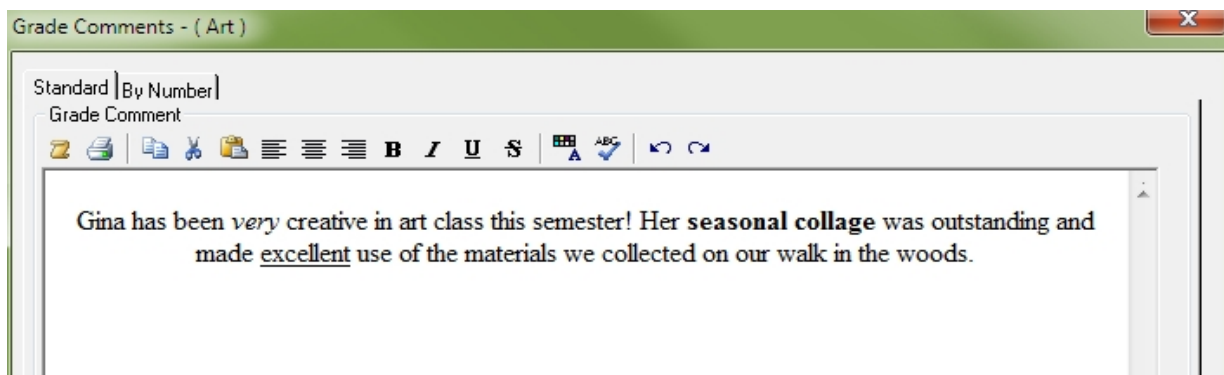 Grade Comments - ( Art )
Standard By Number
Grade Comment
B I U S A ABC
Gina has been very creative in art class this semester! Her seasonal collage was outstanding and
made excellent use of the materials we collected on our walk in the woods.